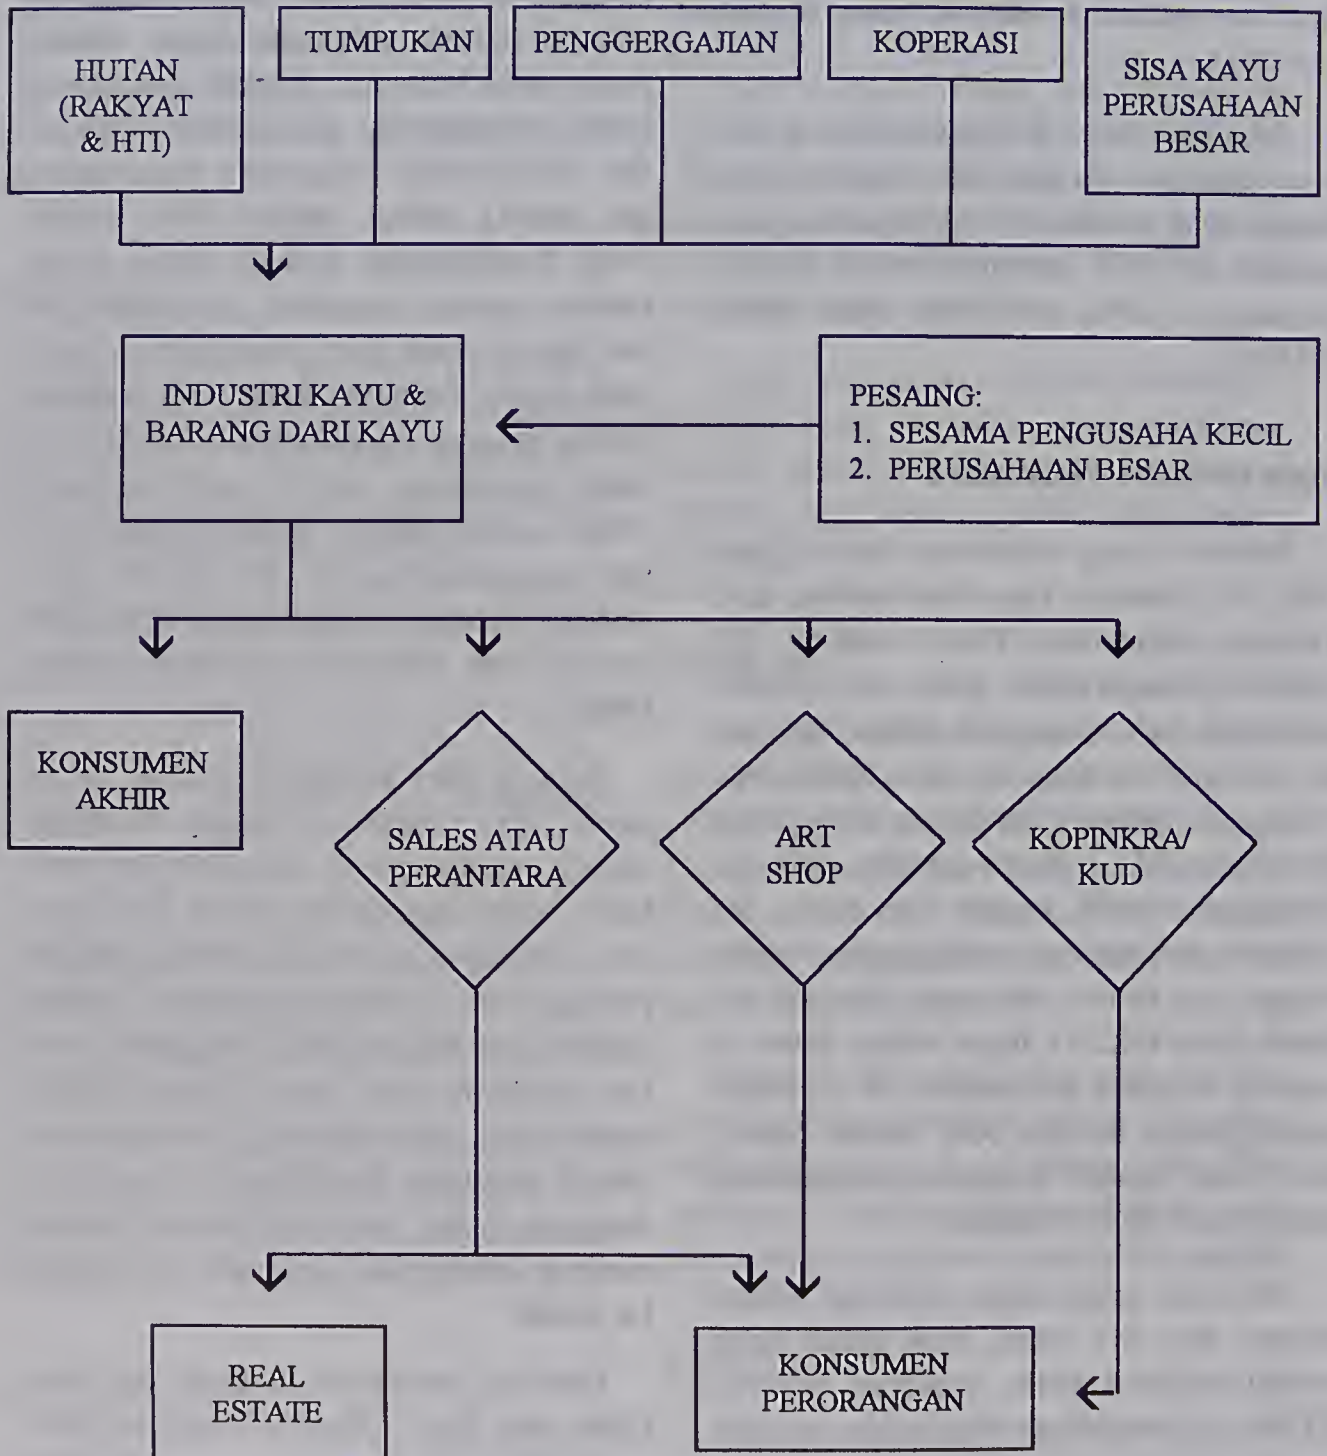 HUTAN
(RAKYAT
& HTI)
TUMPUKAN
PENGGERGAJIAN
KOPERASI
SISA KAYU
PERUSAHAAN
BESAR
INDUSTRI KAYU &
BARANG DARI KAYU
PESAING:
1. SESAMA PENGUSAHA KECIL
2. PERUSAHAAN BESAR
KONSUMEN
AKHIR
SALES ATAU
PERANTARA
ART
SHOP
KOPINKRA/
KUD
REAL
ESTATE
KONSUMEN
PERORANGAN